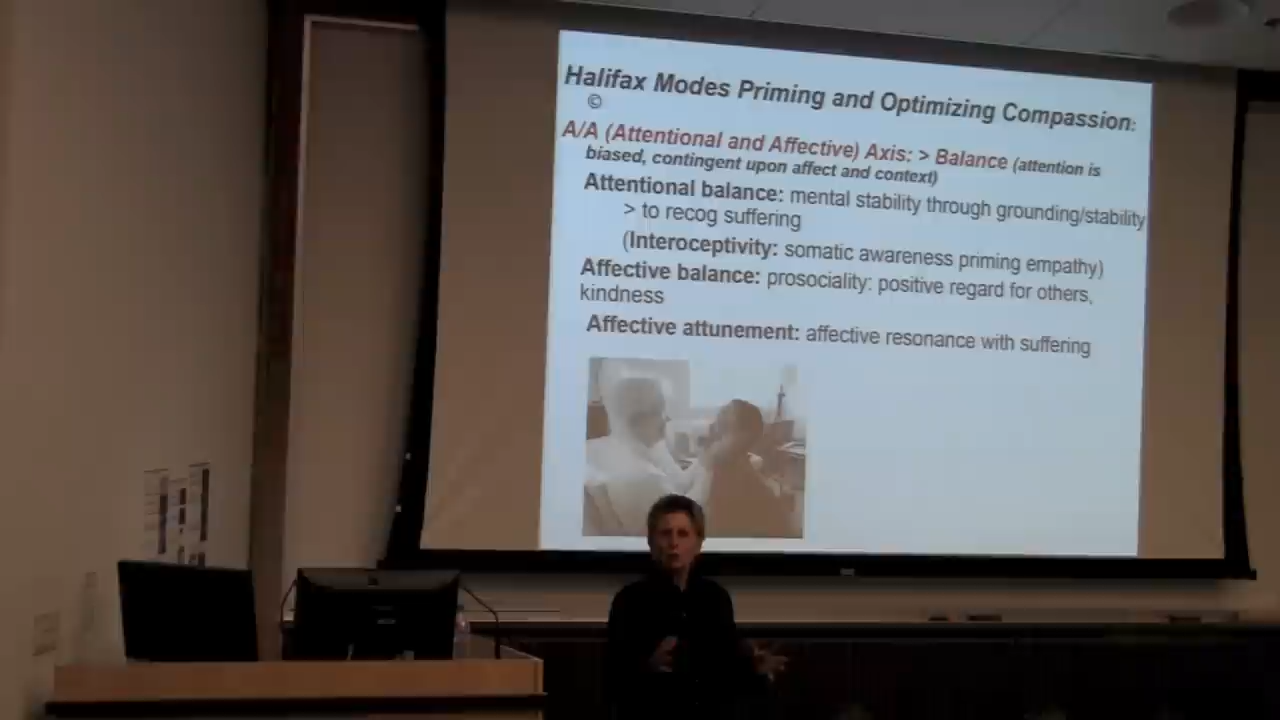 Halifax Modes Priming and Optimizing Compassion:
©
A/A (Attentional and Affective) Axis: > Balance (attention is
biased, contingent upon affect and context)
Attentional balance: mental stability through grounding/stability
> to recog suffering
(Interoceptivity: somatic awareness priming empathy)
Affective balance: prosociality: positive regard for others,
kindness
Affective attunement: affective resonance with suffering